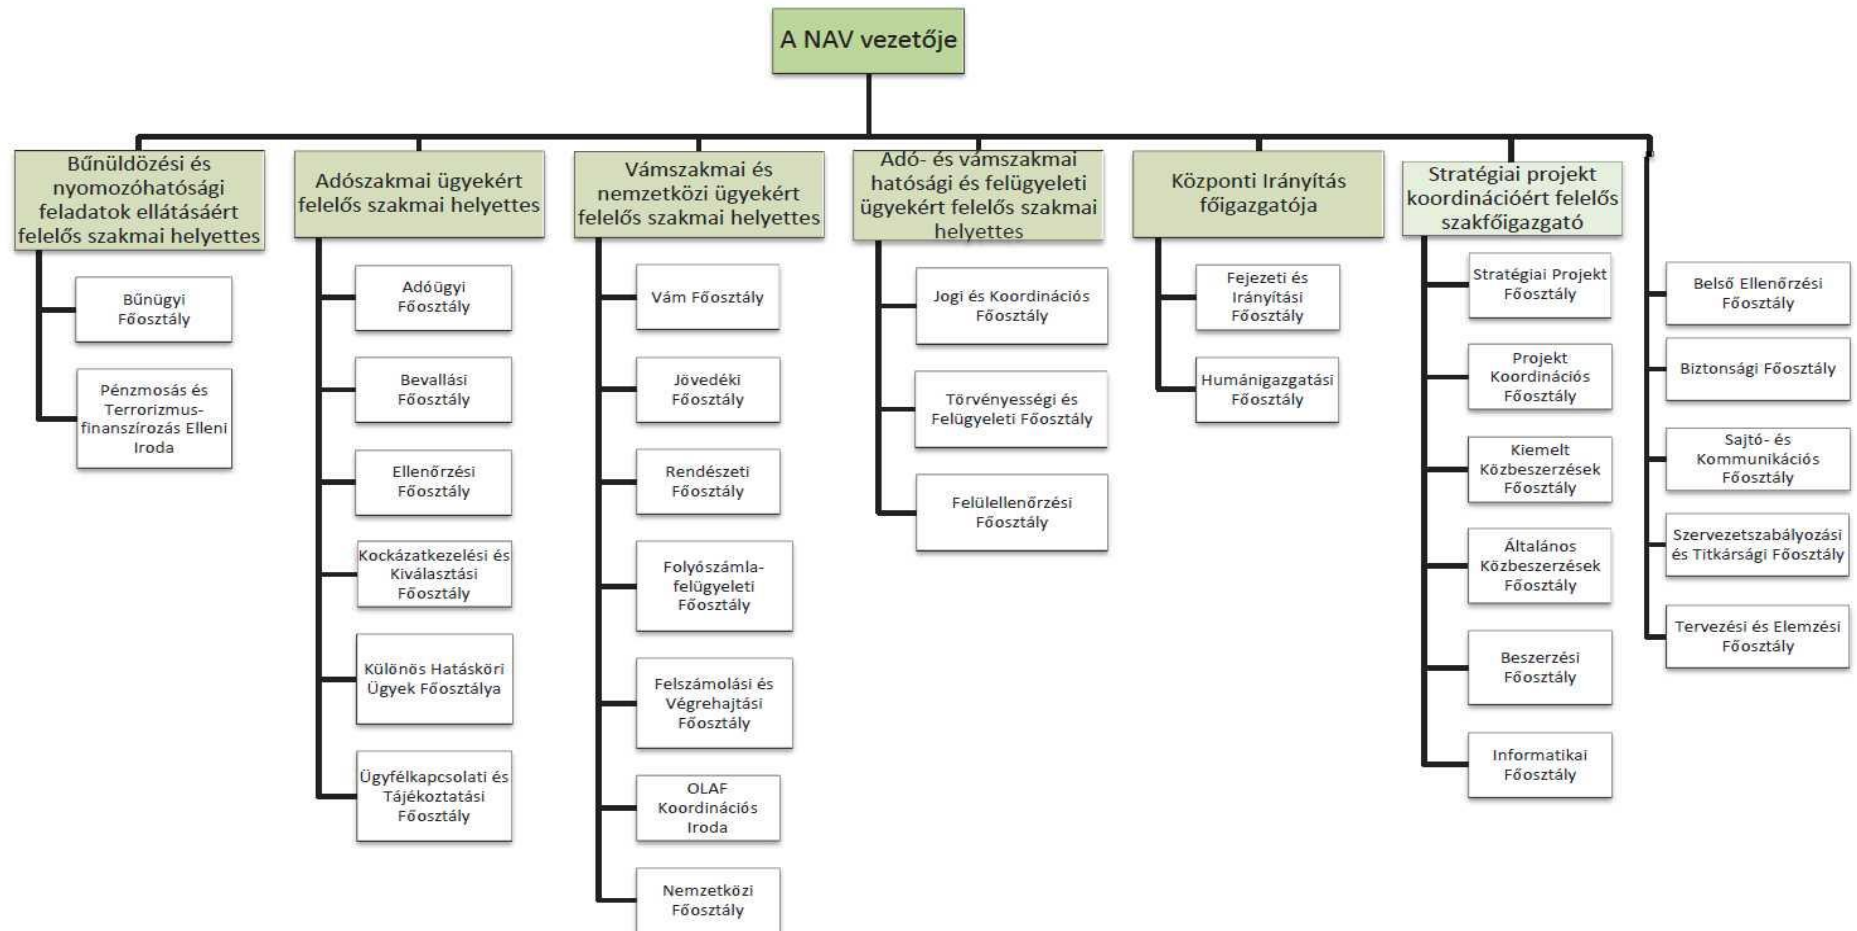 A NAV vezetője
Bűnüldözési és
nyomozóhatósági
feladatok ellátásáért
felelős szakmai helyettes
Bűnügyi
Főosztály
Pénzmosás és
Terrorizmus-
finanszírozás Elleni
Iroda
Adószakmai ügyekért
felelős szakmai helyettes
Adóügyi
Főosztály
Bevallási
Főosztály
Ellenőrzési
Főosztály
Kockázatkezelési és
Kiválasztási
Főosztály
Különös Hatásköri
Ügyek Főosztálya
Ügyfélkapcsolati és
Tájékoztatási
Főosztály
Vámszakmai és
nemzetközi ügyekért
felelős szakmai helyettes
Vám Főosztály
Jövedéki
Főosztály
Rendészeti
Főosztály
Folyószámla-
felügyeleti
Főosztály
Felszámolási és
Végrehajtási
Főosztály
OLAF
Koordinációs
Iroda
Nemzetközi
Főosztály
Adó- és vámszakmai
hatósági és felügyeleti
ügyekért felelős szakmai
helyettes
Jogi és Koordinációs
Főosztály
Törvényességi és
Felügyeleti Főosztály
Felülellenőrzési
Főosztály
Központi Irányítás
főigazgatója
Fejezeti és
Irányítási
Főosztály
Humánigazgatási
Főosztály
Stratégiai projekt
koordinációért felelős
szakfőigazgató
Stratégiai Projekt
Főosztály
Projekt
Koordinációs
Főosztály
Kiemelt
Közbeszerzések
Főosztály
Általános
Közbeszerzések
Főosztály
Beszerzési
Főosztály
Informatikai
Főosztály
Belső Ellenőrzési
Főosztály
Biztonsági Főosztály
Sajtó- és
Kommunikációs
Főosztály
Szervezetszabályozási
és Titkársági Főosztály
Tervezési és Elemzési
Főosztály